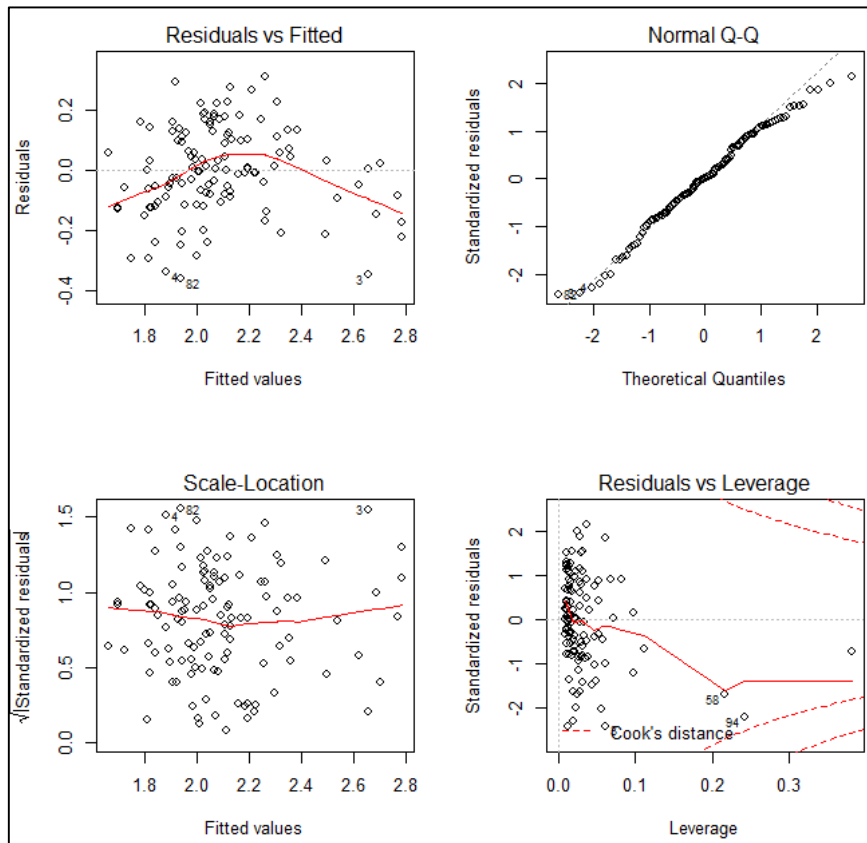 Residuals vs Fitted
Residuals
0.2
0.0
-0.2
-0.4
4
82
3
1.8 2.0 2.2 2.4 2.6 2.8
Fitted values
Normal Q-Q
Standardized residuals
2
1
0
-1
-2
82
4
-2 -1 0 1 2
Theoretical Quantiles
Scale-Location
√|Standardized residuals|
1.5
1.0
0.5
0.0
4
82
3
1.8 2.0 2.2 2.4 2.6 2.8
Fitted values
Residuals vs Leverage
Standardized residuals
2
1
0
-1
-2
58
94
Cook's distance
0.0 0.1 0.2 0.3
Leverage